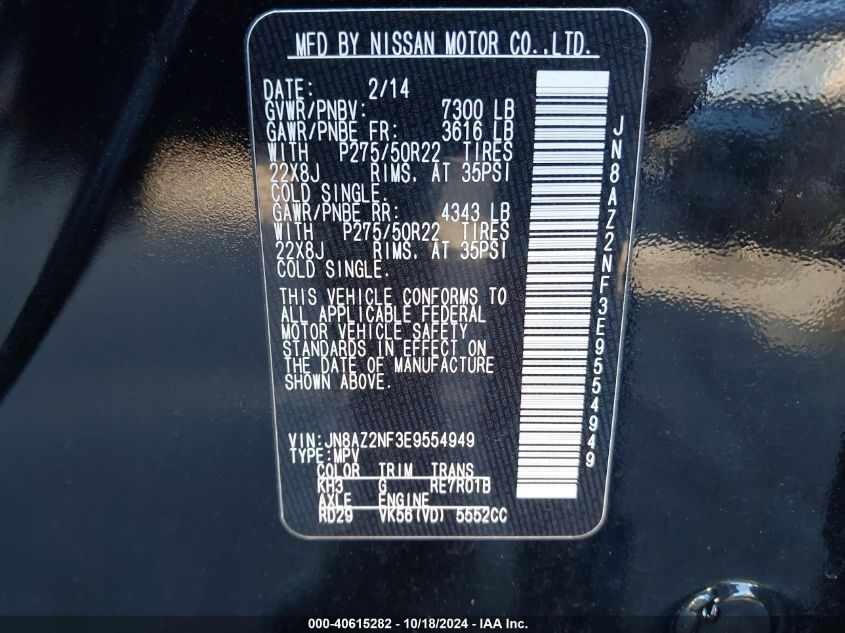 MFD BY NISSAN MOTOR CO.,LTD.
DATE: 2/14
GVWR/PNBV: 7300 LB
GAWR/PNBE FR: 3616 LB
WITH P275/50R22 TIRES
22X8J RIMS. AT 35PSI
COLD SINGLE.
GAWR/PNBE RR: 4343 LB
WITH P275/50R22 TIRES
22X8J RIMS. AT 35PSI
COLD SINGLE.
THIS VEHICLE CONFORMS TO
ALL APPLICABLE FEDERAL
MOTOR VEHICLE SAFETY
STANDARDS IN EFFECT ON
THE DATE OF MANUFACTURE
SHOWN ABOVE.
VIN:JN8AZ2NF3E9554949
TYPE:MPV
COLOR TRIM TRANS
KH3 G RE7R01B
AXLE ENGINE
RD29 VK56(VD) 5552CC
JN8AZ2NF3E9554949
000-40615282 - 10/18/2024 - IAA Inc.